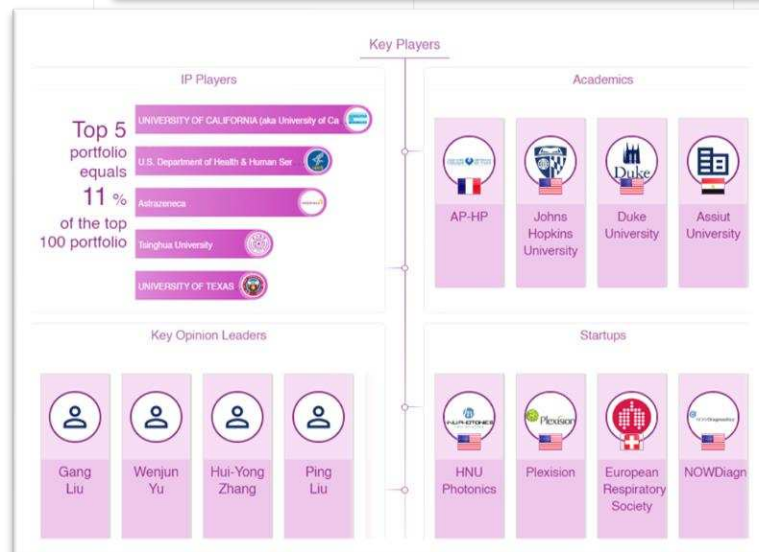 Key Players
IP Players
Top 5
portfolio
equals
11 %
of the top
100 portfolio
UNIVERSITY OF CALIFORNIA (aka University of Ca
U.S. Department of Health & Human Ser
Astrazeneca
Tsinghua University
UNIVERSITY OF TEXAS
Academics
Duke
AP-HP
Johns
Hopkins
University
Duke
University
Assiut
University
Key Opinion Leaders
Gang
Liu
Wenjun
Yu
Hui-Yong
Zhang
Ping
Liu
Startups
Plexision
HNU
Photonics
Plexision
European
Respiratory
Society
NOWDiagn